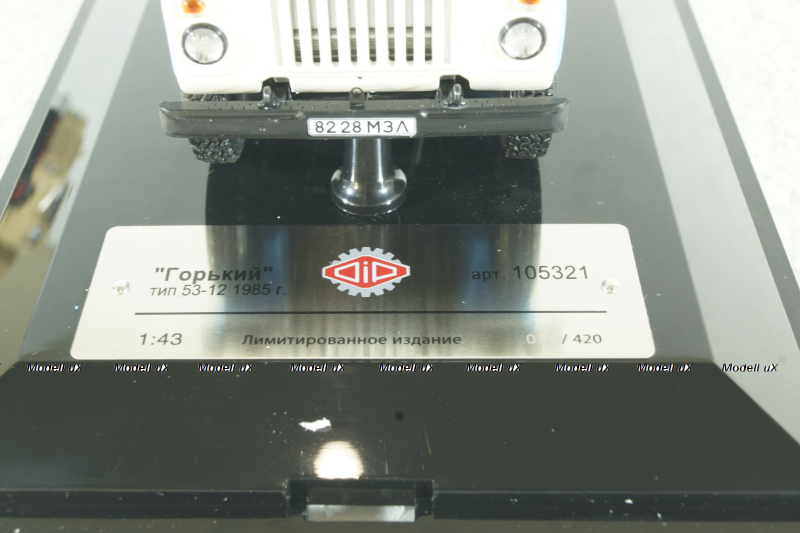 82 28 МЗЛ
"Горький"
тип 53-12 1985 г.
DiP
арт. 105321
1:43
Лимитированное издание
/ 420
Modell uX Modell uX Modell uX Modell uX Modell uX Modell uX Modell uX Modell uX Modell uX